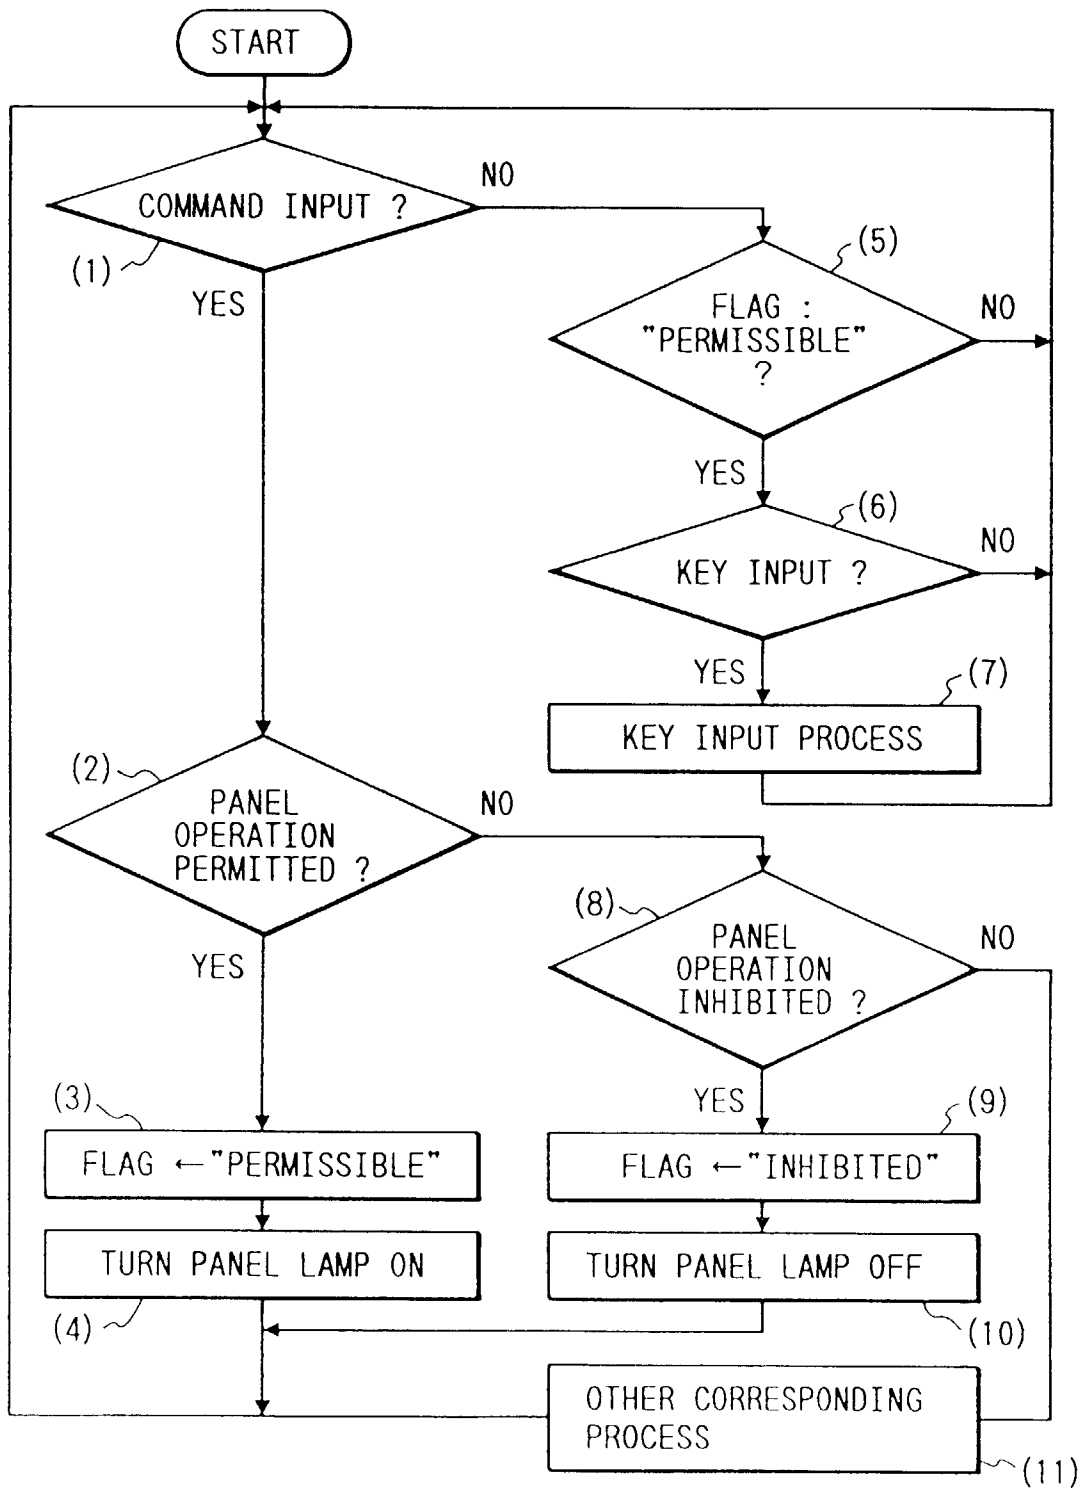 START
COMMAND INPUT ?
NO
(1)
YES
(5)
FLAG :
"PERMISSIBLE"
?
NO
YES
(6)
KEY INPUT ?
NO
YES
(7)
KEY INPUT PROCESS
(2)
PANEL
OPERATION
PERMITTED ?
NO
YES
(8)
PANEL
OPERATION
INHIBITED ?
NO
YES
(3)
FLAG ←"PERMISSIBLE"
(9)
FLAG ←"INHIBITED"
TURN PANEL LAMP ON
(4)
TURN PANEL LAMP OFF
(10)
OTHER CORRESPONDING
PROCESS
(11)